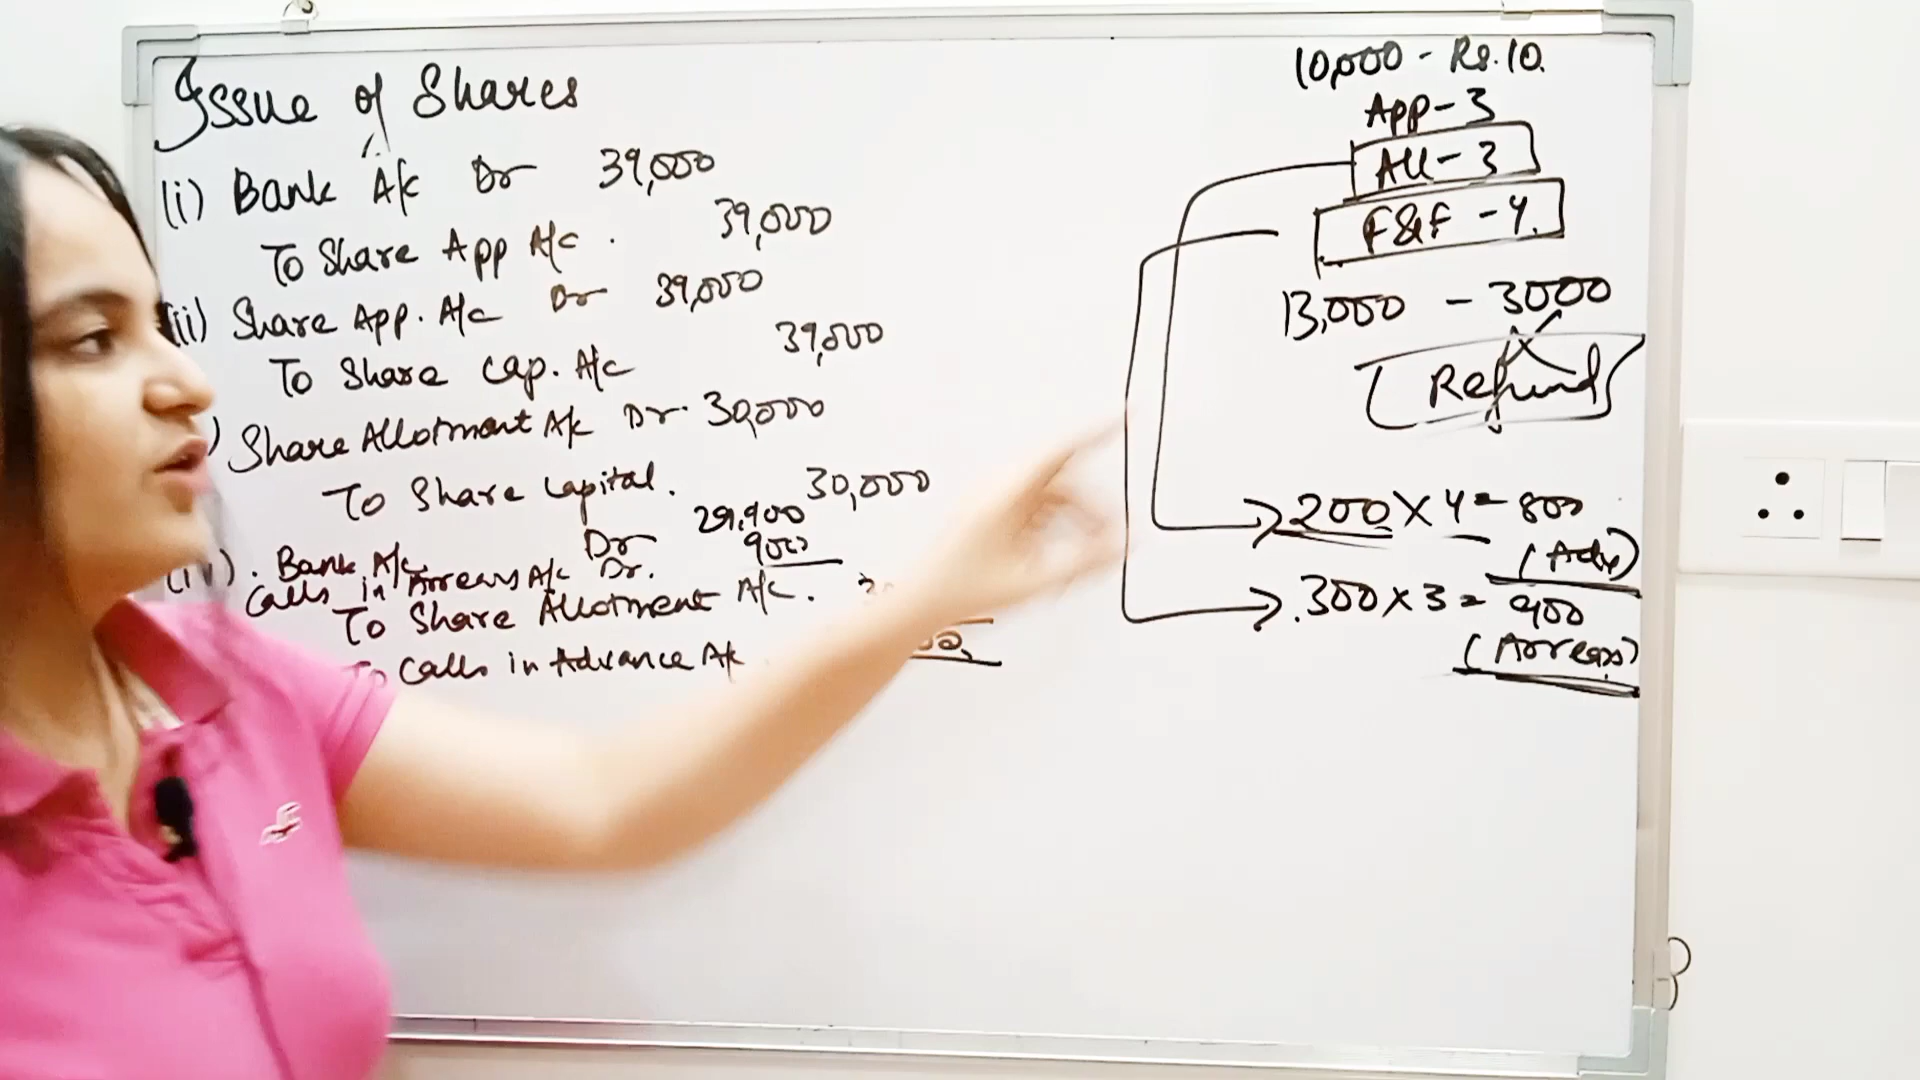 Issue of Shares
(i) Bank A/c Dr 39,000
To Share App A/c. 39,000
(ii) Share App. A/c Dr 39,000
To Share Cap. A/c 39,000
) Share Allotment A/c Dr. 30,000
To Share Capital. 30,000
(iv). Bank A/c Dr 29,900
Calls in Arrears A/c Dr. 900
To Share Allotment A/c.
To Calls in Advance A/c
10,000 - Rs.10.
App - 3
All - 3
F&F - 4.
13,000 - 3000
Refund
200 X 4 = 800
(Adv)
.300 X 3 = 900
(Arrears)